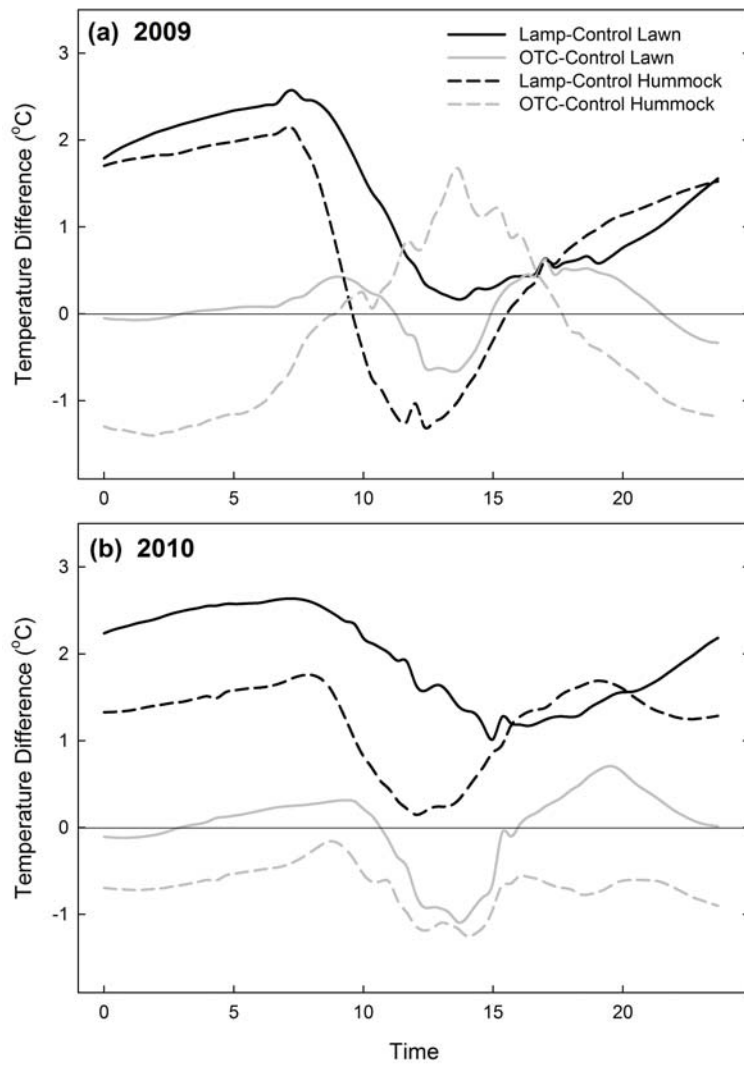 (a) 2009
Lamp-Control Lawn
OTC-Control Lawn
Lamp-Control Hummock
OTC-Control Hummock
Temperature Difference (°C)
3
2
1
0
-1
0 5 10 15 20
(b) 2010
Temperature Difference (°C)
3
2
1
0
-1
0 5 10 15 20
Time